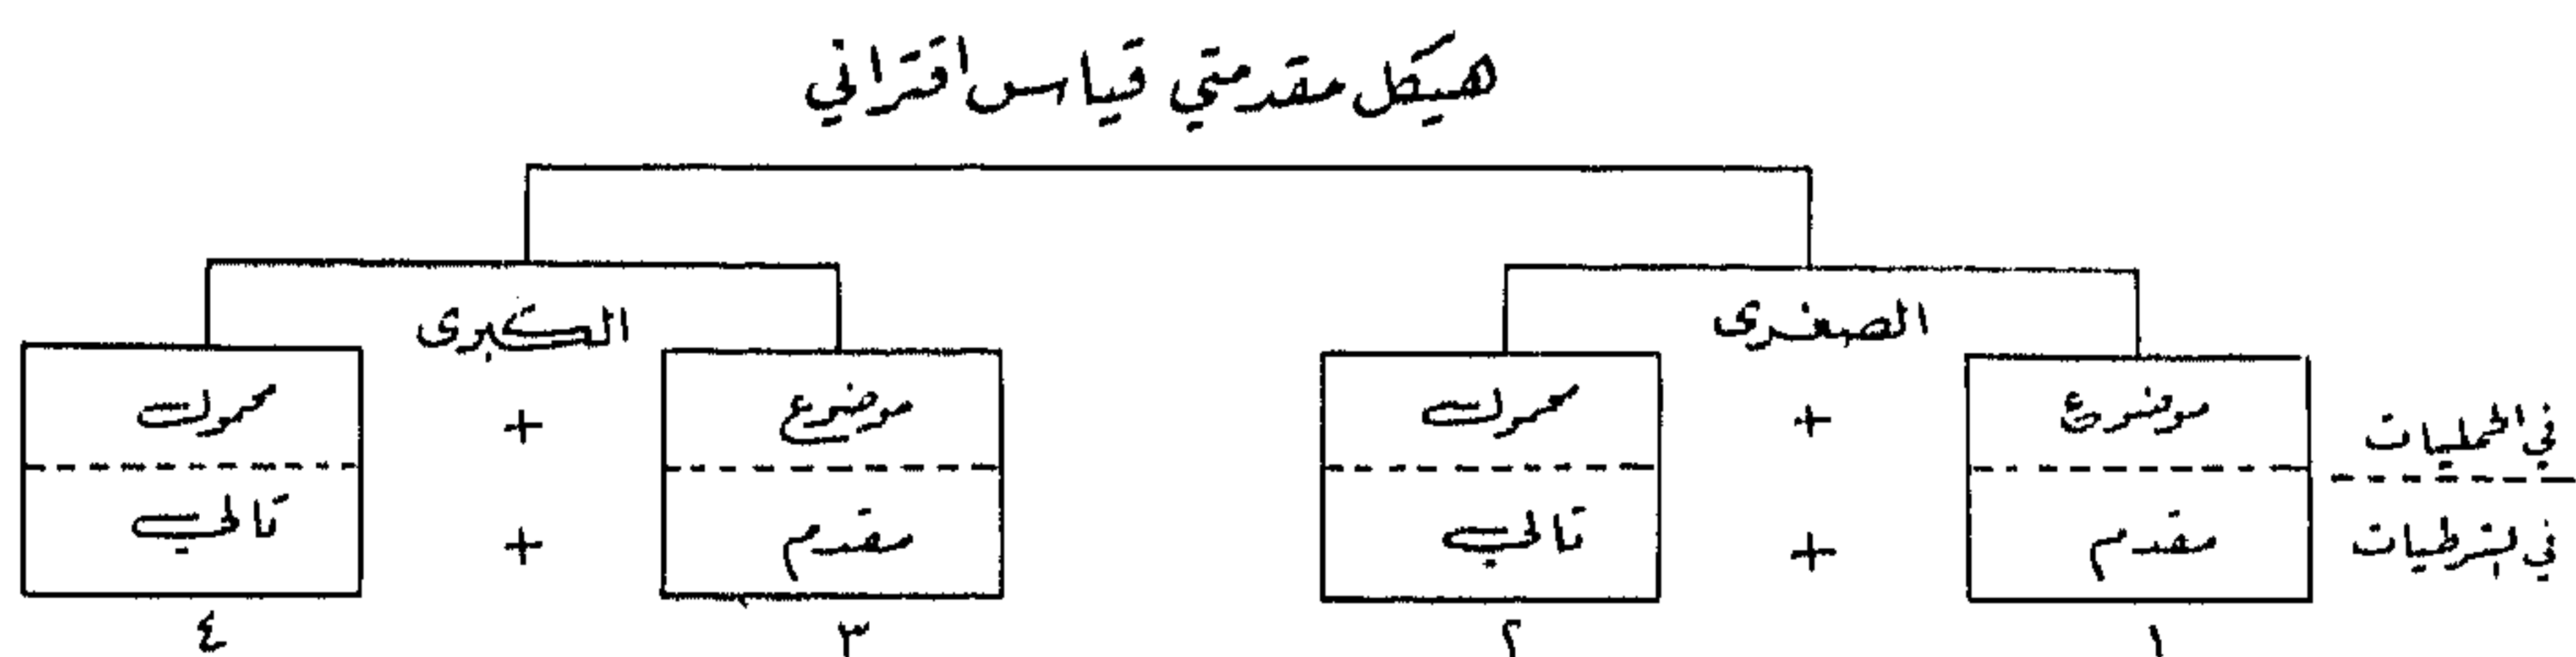 هيكل مقدمتي قياس اقتراني
الصغرى الكبرى
في الحمليات موضوع + محمول موضوع + محمول
في الشرطيات مقدم + تالي مقدم + تالي
١ ٢ ٣ ٤